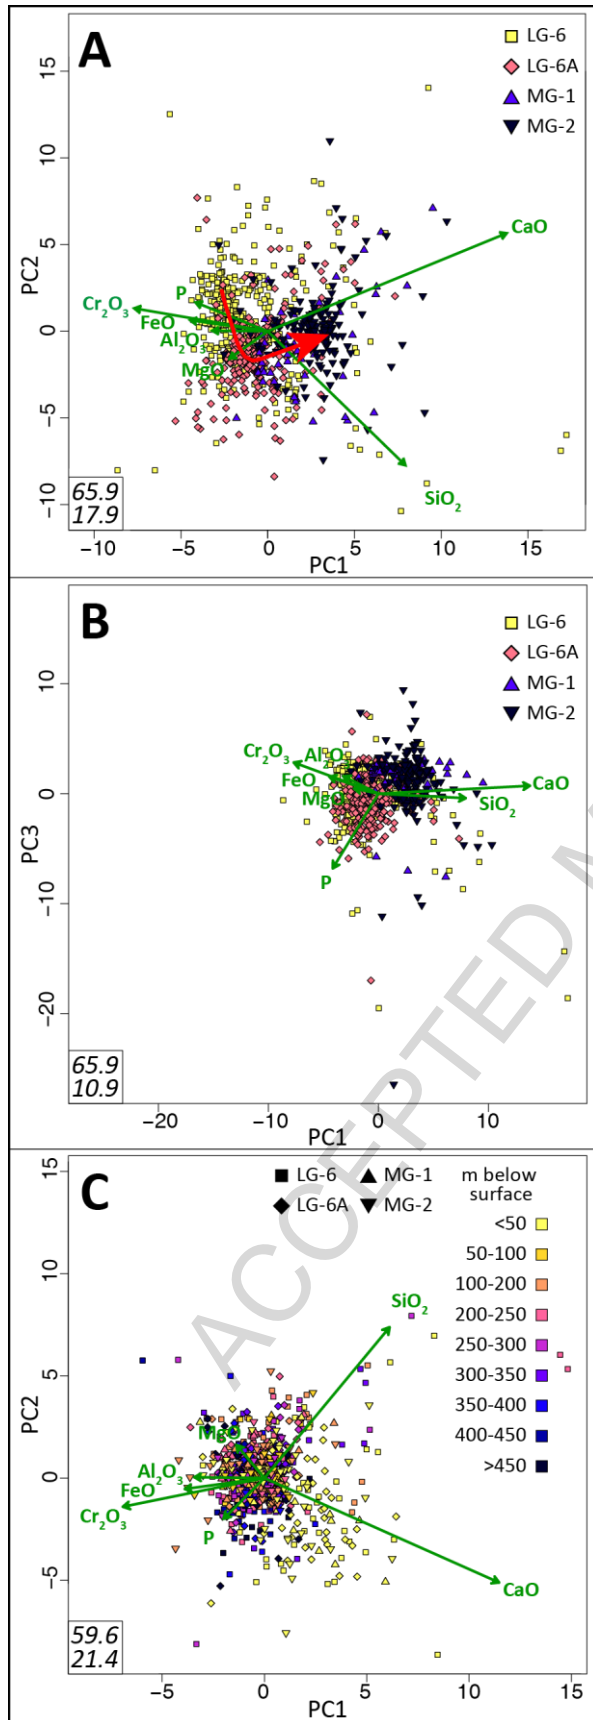 A
LG-6
LG-6A
MG-1
MG-2
15
10
5
0
−5
−10
PC2
CaO
P
Cr₂O₃
FeO
Al₂O₃
MgO
SiO₂
65.9
17.9
−10
−5
0
5
10
15
PC1
B
LG-6
LG-6A
MG-1
MG-2
10
0
−10
−20
PC3
Cr₂O₃
Al₂O₃
FeO
MgO
CaO
SiO₂
P
65.9
10.9
−20
−10
0
10
PC1
ACCEPTED M
C
LG-6
MG-1
LG-6A
MG-2
m below
surface
<50
50-100
100-200
200-250
250-300
300-350
350-400
400-450
>450
15
10
5
0
−5
PC2
SiO₂
MgO
Al₂O₃
FeO
Cr₂O₃
P
CaO
59.6
21.4
−5
0
5
10
15
PC1